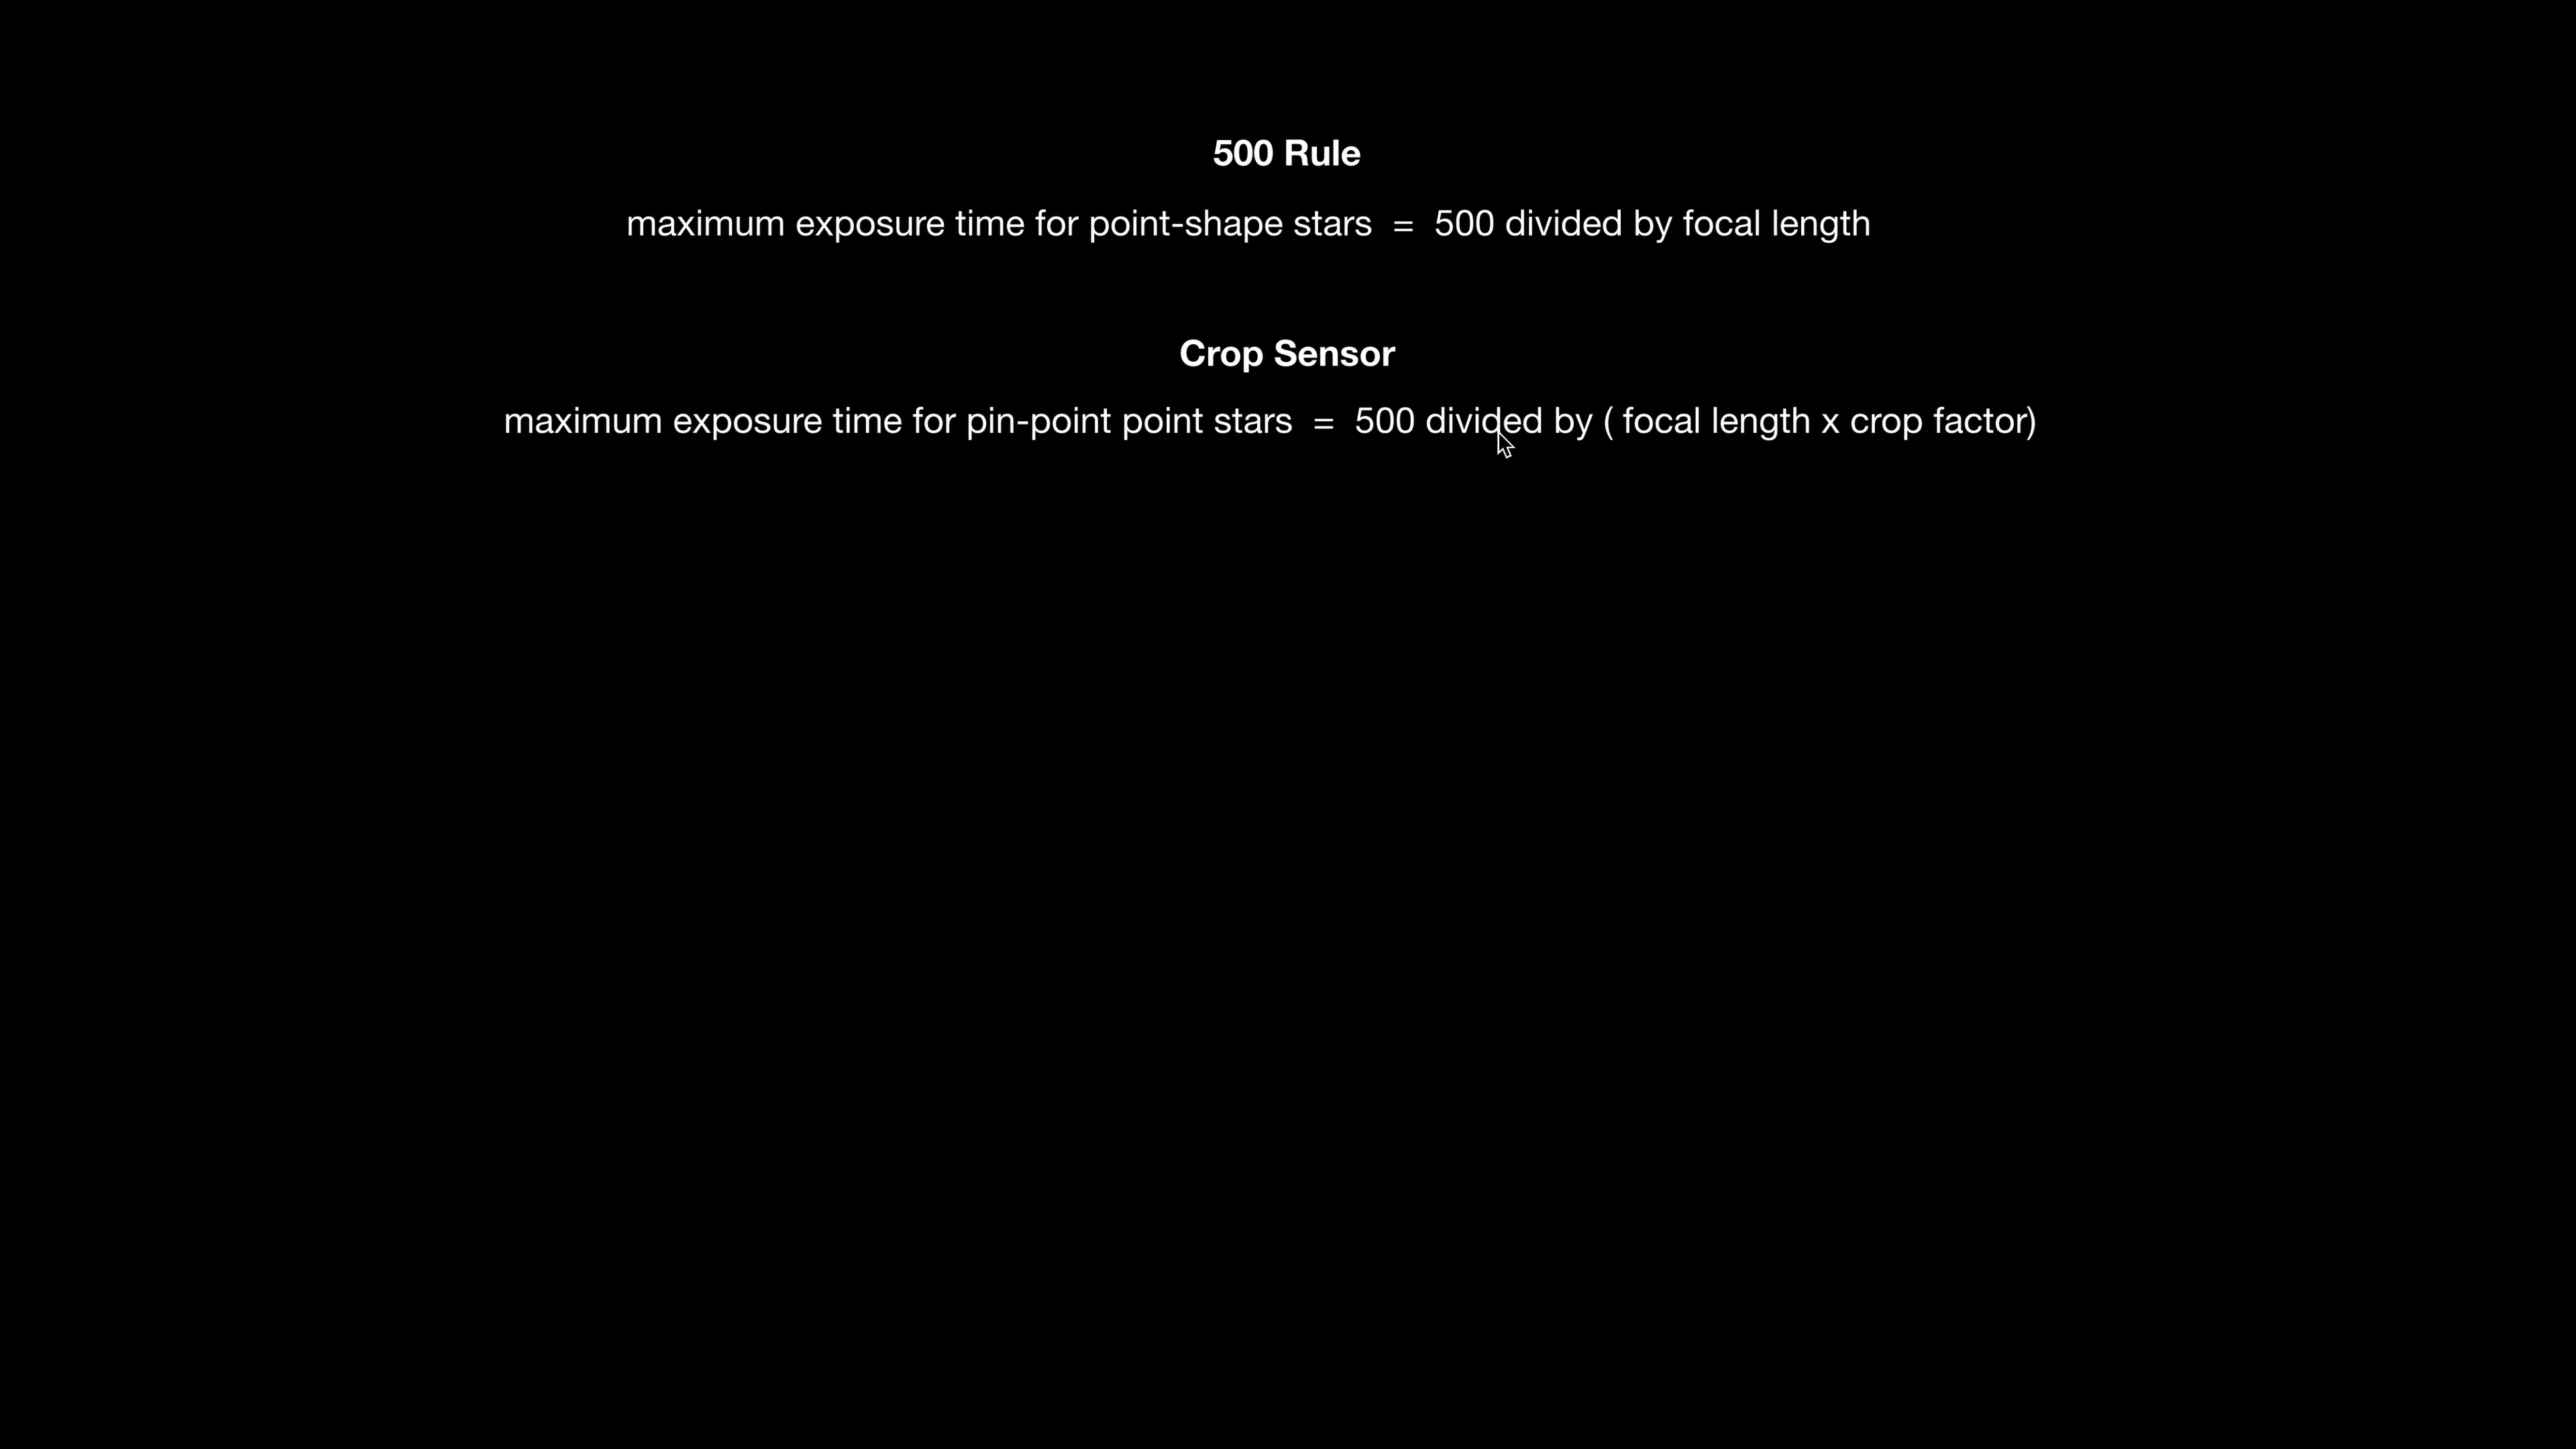 500 Rule
maximum exposure time for point-shape stars = 500 divided by focal length
Crop Sensor
maximum exposure time for pin-point point stars = 500 divided by ( focal length x crop factor)